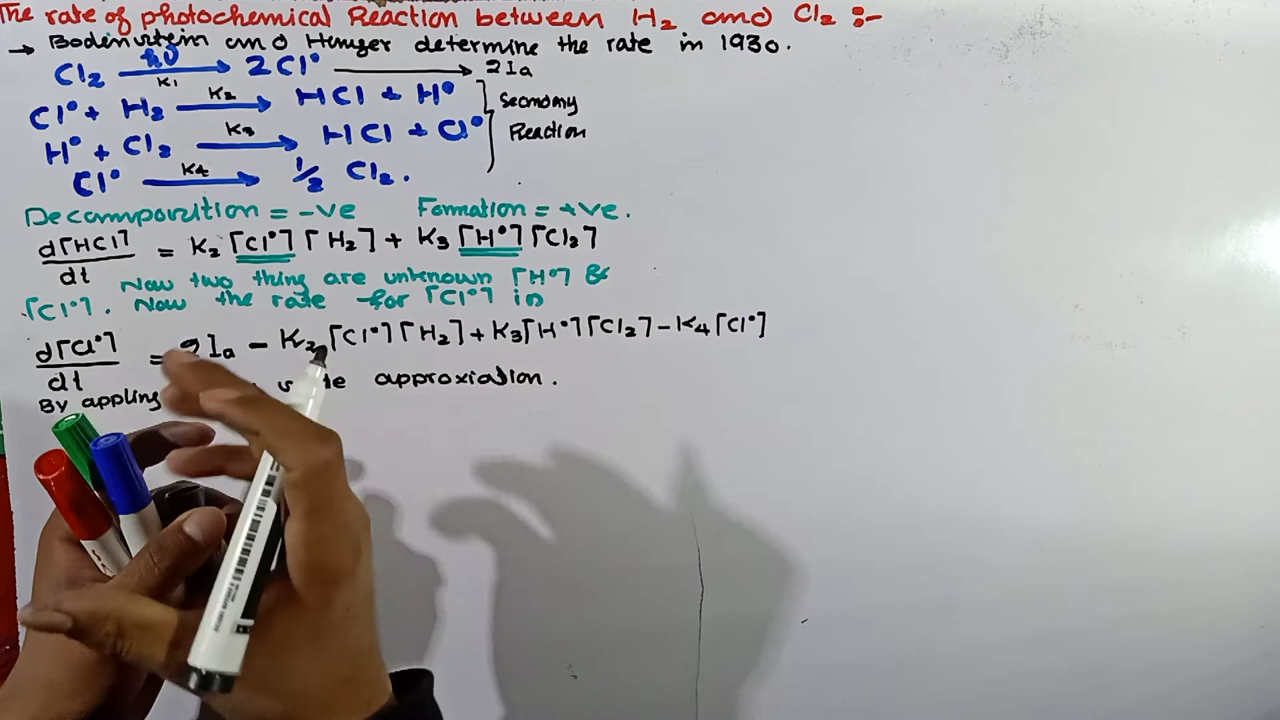 The rate of photochemical Reaction between H₂ and Cl₂ :-
→ Bodenstein and Hunger determine the rate in 1930.
Cl₂ —hν/K₁→ 2Cl° → 2Ia
Cl° + H₂ —K₂→ HCl + H°
H° + Cl₂ —K₃→ HCl + Cl°
Cl° —K₄→ 1/2 Cl₂.
Secondary
Reaction
Decomposition = -ve Formation = +ve.
d[HCl]/dt = K₂ [Cl°] [H₂] + K₃ [H°] [Cl₂]
Now two thing are unknown [H°] &
[Cl°]. Now the rate for [Cl°] is
d[Cl°]/dt = 2Ia - K₂ [Cl°] [H₂] + K₃ [H°] [Cl₂] - K₄ [Cl°]
By appling approxiation.